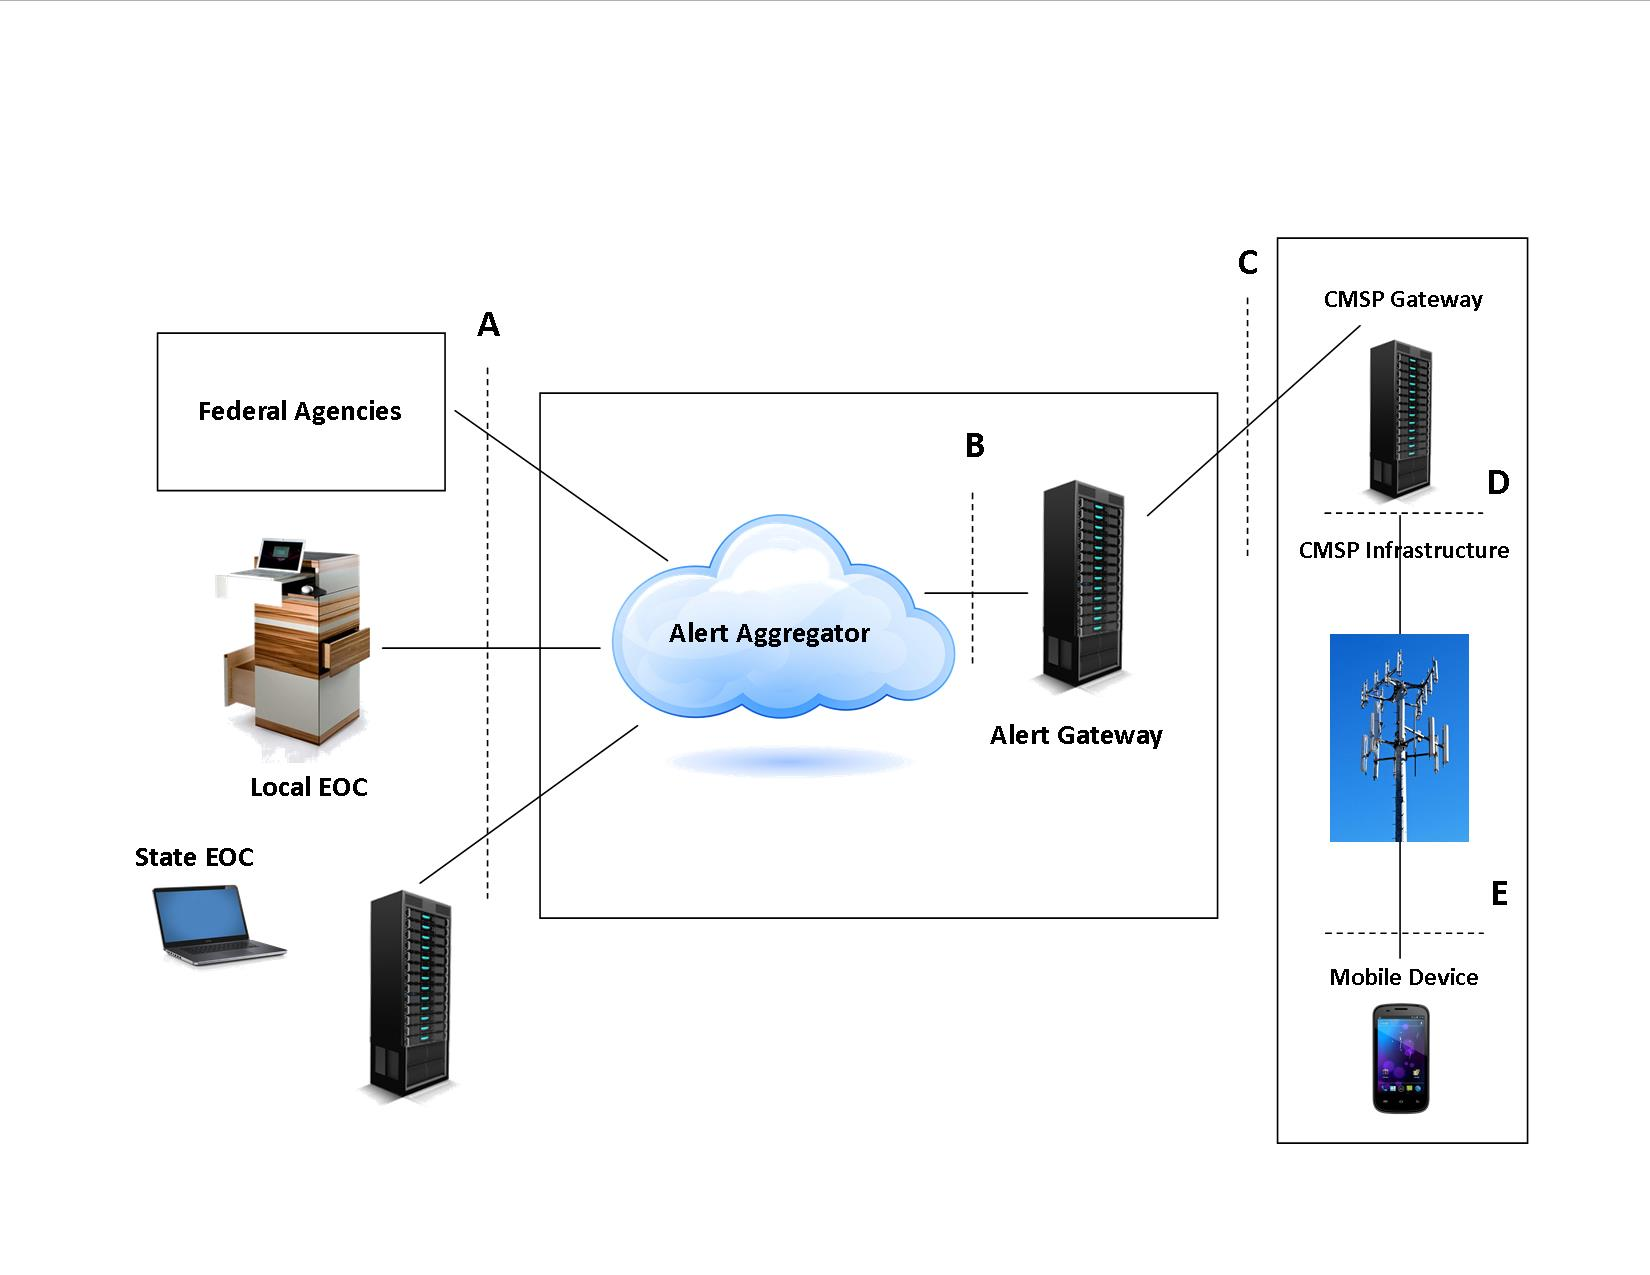 C
CMSP Gateway
A
Federal Agencies
B
D
CMSP Infrastructure
Alert Aggregator
Alert Gateway
Local EOC
State EOC
E
Mobile Device